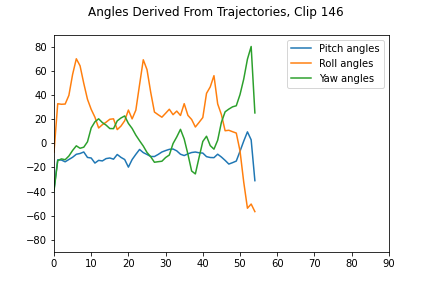 Angles Derived From Trajectories, Clip 146
Pitch angles
Roll angles
Yaw angles
80
60
40
20
0
−20
−40
−60
−80
0 10 20 30 40 50 60 70 80 90